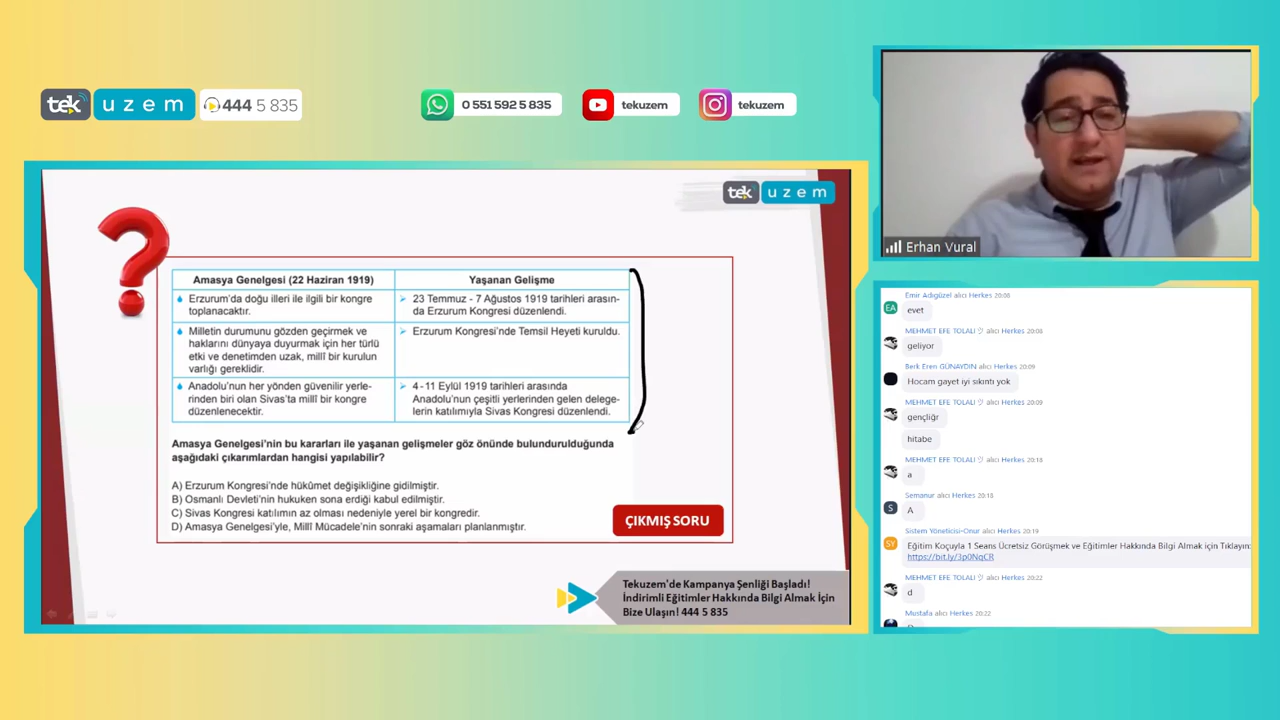 tek uzem 444 5 835
0 551 592 5 835
tekuzem
tekuzem
tek uzem
Amasya Genelgesi (22 Haziran 1919)
Yaşanan Gelişme
Erzurum'da doğu illeri ile ilgili bir kongre
toplanacaktır.
23 Temmuz - 7 Ağustos 1919 tarihleri arasın-
da Erzurum Kongresi düzenlendi.
Milletin durumunu gözden geçirmek ve
haklarını dünyaya duyurmak için her türlü
etki ve denetimden uzak, millî bir kurulun
varlığı gereklidir.
Erzurum Kongresi'nde Temsil Heyeti kuruldu.
Anadolu'nun her yönden güvenilir yerle-
rinden biri olan Sivas'ta millî bir kongre
düzenlenecektir.
4 - 11 Eylül 1919 tarihleri arasında
Anadolu'nun çeşitli yerlerinden gelen delege-
lerin katılımıyla Sivas Kongresi düzenlendi.
Amasya Genelgesi'nin bu kararları ile yaşanan gelişmeler göz önünde bulundurulduğunda
aşağıdaki çıkarımlardan hangisi yapılabilir?
A) Erzurum Kongresi'nde hükûmet değişikliğine gidilmiştir.
B) Osmanlı Devleti'nin hukuken sona erdiği kabul edilmiştir.
C) Sivas Kongresi katılımın az olması nedeniyle yerel bir kongredir.
D) Amasya Genelgesi'yle, Millî Mücadele'nin sonraki aşamaları planlanmıştır.
ÇIKMIŞ SORU
Tekuzem'de Kampanya Şenliği Başladı!
İndirimli Eğitimler Hakkında Bilgi Almak İçin
Bize Ulaşın! 444 5 835
Erhan Vural
Emir Adıgüzel alıcı Herkes 20:08
EA
evet
MEHMET EFE TOLALI alıcı Herkes 20:08
geliyor
Berk Eren GÜNAYDIN alıcı Herkes 20:09
Hocam gayet iyi sıkıntı yok
MEHMET EFE TOLALI alıcı Herkes 20:09
gençliğr
hitabe
MEHMET EFE TOLALI alıcı Herkes 20:18
a
Semanur alıcı Herkes 20:18
S
A
Sistem Yöneticisi-Onur alıcı Herkes 20:19
SY
Eğitim Koçuyla 1 Seans Ücretsiz Görüşmek ve Eğitimler Hakkında Bilgi Almak için Tıklayın:
https://bit.ly/3p0NqCR
MEHMET EFE TOLALI alıcı Herkes 20:22
d
Mustafa alıcı Herkes 20:22